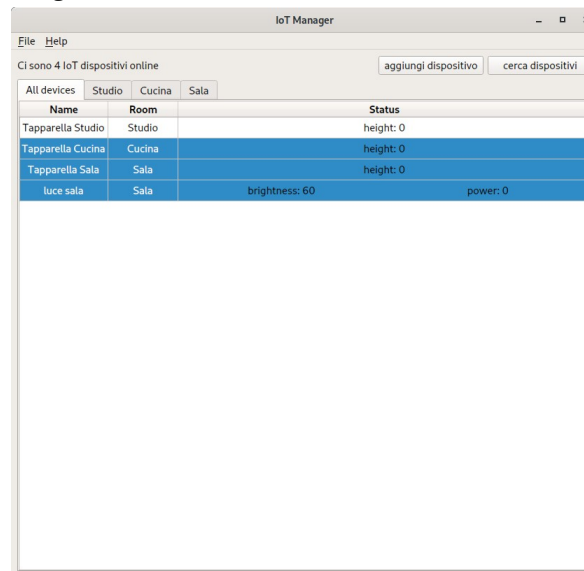 IoT Manager
File Help
Ci sono 4 IoT dispositivi online aggiungi dispositivo cerca dispositivi
All devices Studio Cucina Sala
Name Room Status
Tapparella Studio Studio height: 0
Tapparella Cucina Cucina height: 0
Tapparella Sala Sala height: 0
luce sala Sala brightness: 60 power: 0